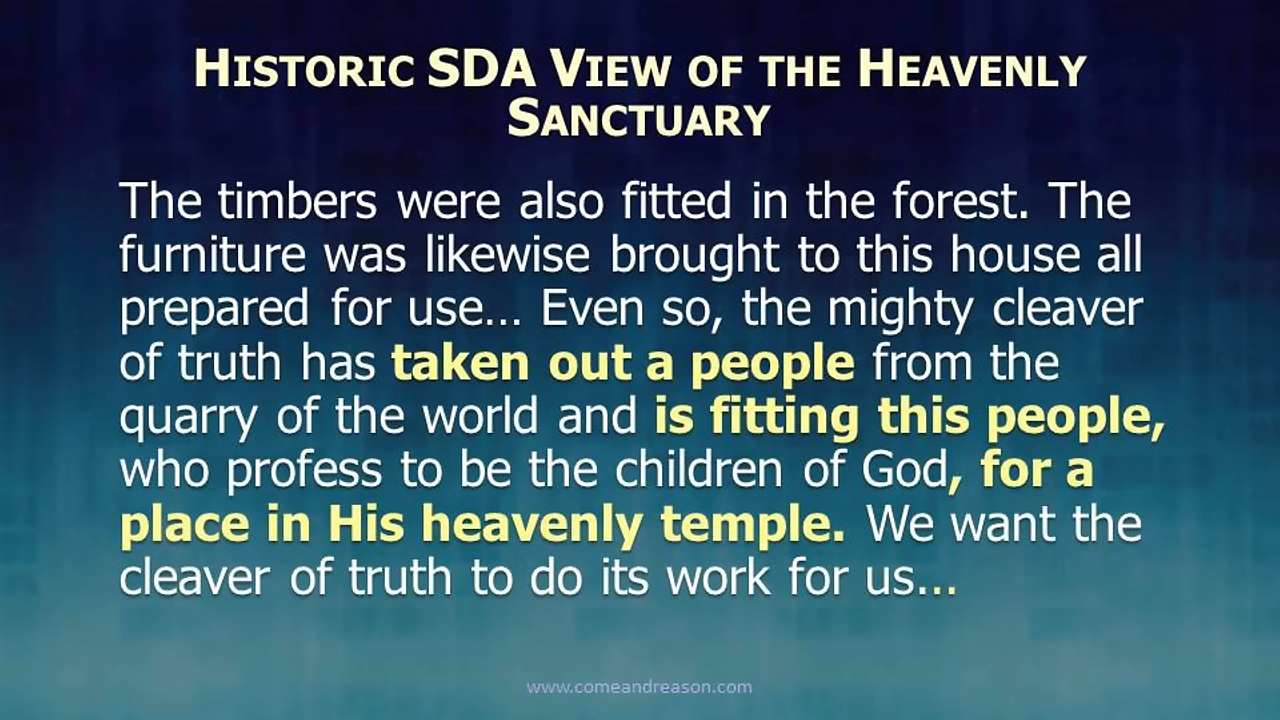 HISTORIC SDA VIEW OF THE HEAVENLY
SANCTUARY
The timbers were also fitted in the forest. The
furniture was likewise brought to this house all
prepared for use... Even so, the mighty cleaver
of truth has taken out a people from the
quarry of the world and is fitting this people,
who profess to be the children of God, for a
place in His heavenly temple. We want the
cleaver of truth to do its work for us...
www.comeandreason.com